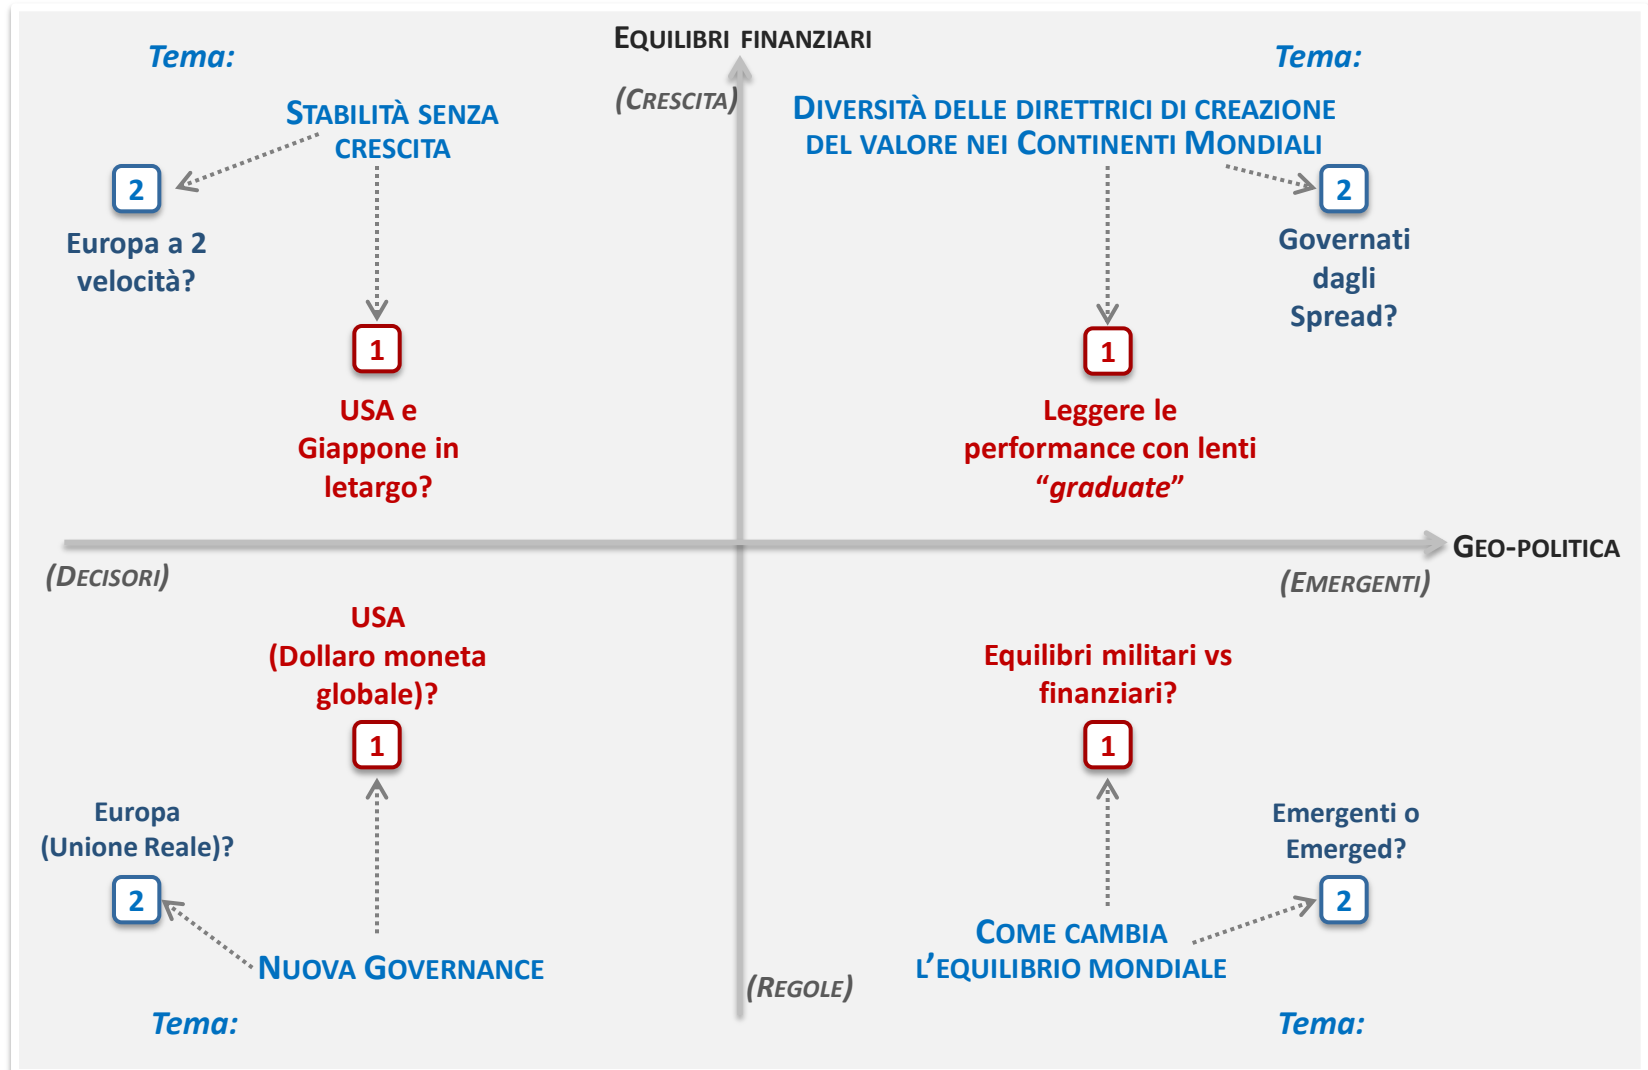 Tema:
STABILITÀ SENZA
CRESCITA
2
Europa a 2
velocità?
1
USA e
Giappone in
letargo?
EQUILIBRI FINANZIARI
(CRESCITA)
Tema:
DIVERSITÀ DELLE DIRETTRICI DI CREAZIONE
DEL VALORE NEI CONTINENTI MONDIALI
2
Governati
dagli
Spread?
1
Leggere le
performance con lenti
“graduate”
GEO-POLITICA
(DECISORI)
(EMERGENTI)
USA
(Dollaro moneta
globale)?
1
Europa
(Unione Reale)?
2
NUOVA GOVERNANCE
Tema:
(REGOLE)
Equilibri militari vs
finanziari?
1
Emergenti o
Emerged?
2
COME CAMBIA
L’EQUILIBRIO MONDIALE
Tema: